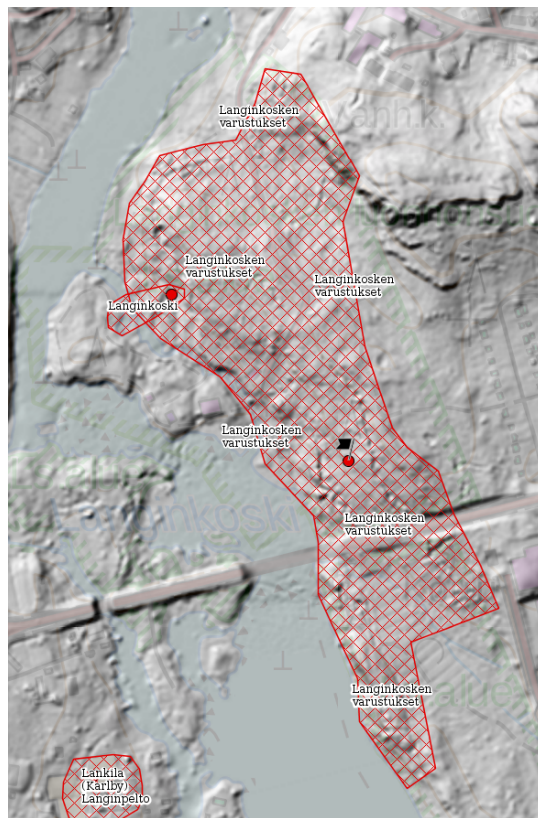 Langinkosken
varustukset
Langinkosken
varustukset
Langinkosken
varustukset
Langinkoski
Langinkosken
varustukset
Langinkosken
varustukset
Langinkosken
varustukset
Lankila
(Karlby)
Langinpelto